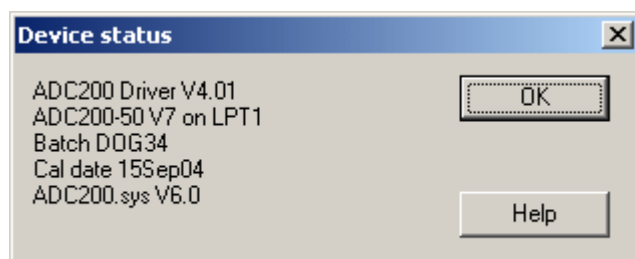 Device status
ADC200 Driver V4.01
ADC200-50 V7 on LPT1
Batch DOG34
Cal date 15Sep04
ADC200.sys V6.0
OK
Help